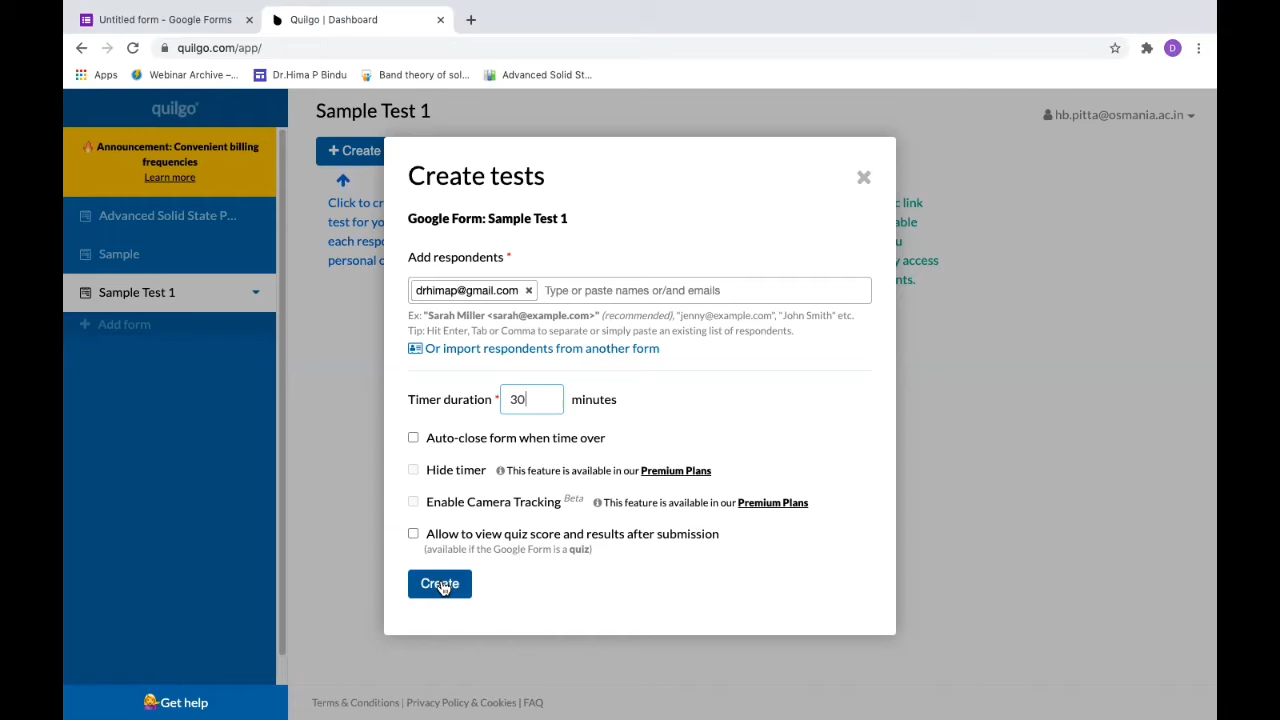 Untitled form - Google Forms
Quilgo | Dashboard
quilgo.com/app/
D
Apps
Webinar Archive –...
Dr.Hima P Bindu
Band theory of sol...
Advanced Solid St...
quilgo
Sample Test 1
hb.pitta@osmania.ac.in
Announcement: Convenient billing
frequencies
Learn more
Advanced Solid State P...
Sample
Sample Test 1
+ Add form
+ Create
Click to cr
test for yo
each respo
personal c
c link
able
u
y access
nts.
Create tests
Google Form: Sample Test 1
Add respondents *
drhimap@gmail.com × Type or paste names or/and emails
Ex: "Sarah Miller <sarah@example.com>" (recommended), "jenny@example.com", "John Smith" etc.
Tip: Hit Enter, Tab or Comma to separate or simply paste an existing list of respondents.
Or import respondents from another form
Timer duration * 30 minutes
Auto-close form when time over
Hide timer This feature is available in our Premium Plans
Enable Camera Tracking Beta This feature is available in our Premium Plans
Allow to view quiz score and results after submission
(available if the Google Form is a quiz)
Create
Get help
Terms & Conditions | Privacy Policy & Cookies | FAQ